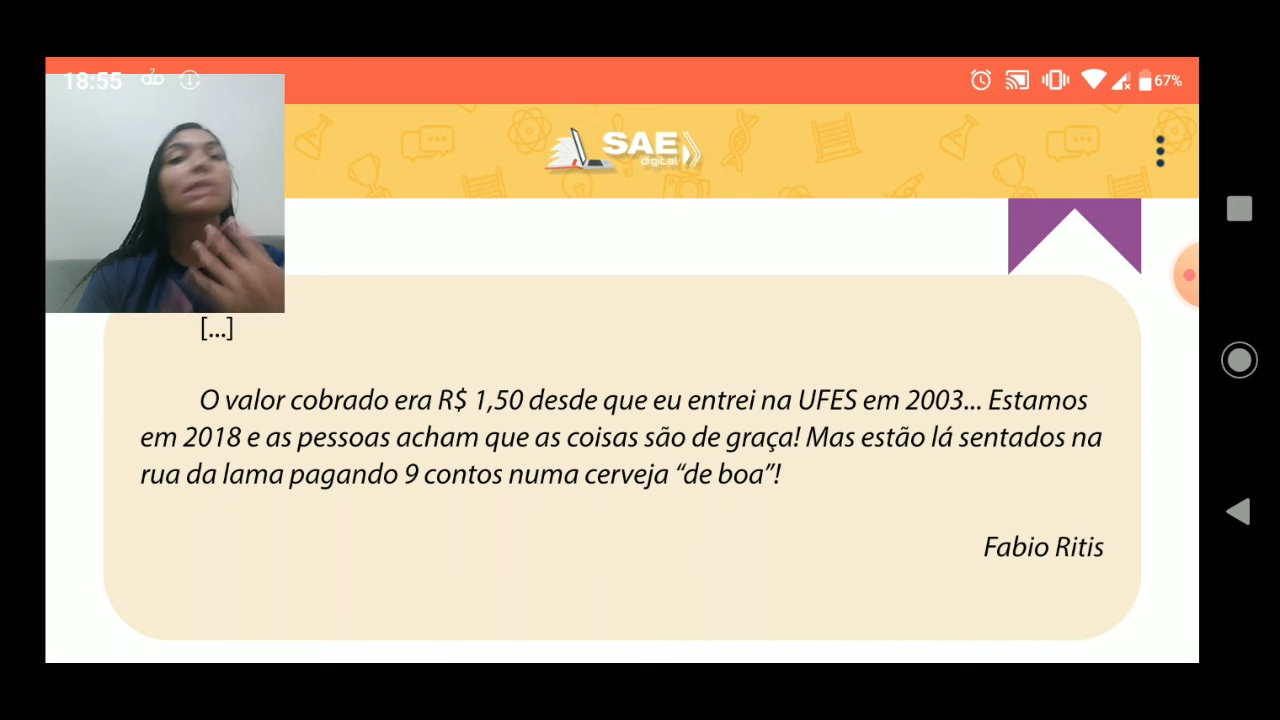 18:55
67%
SAE
digital
[...]
O valor cobrado era R$ 1,50 desde que eu entrei na UFES em 2003... Estamos
em 2018 e as pessoas acham que as coisas são de graça! Mas estão lá sentados na
rua da lama pagando 9 contos numa cerveja “de boa”!
Fabio Ritis